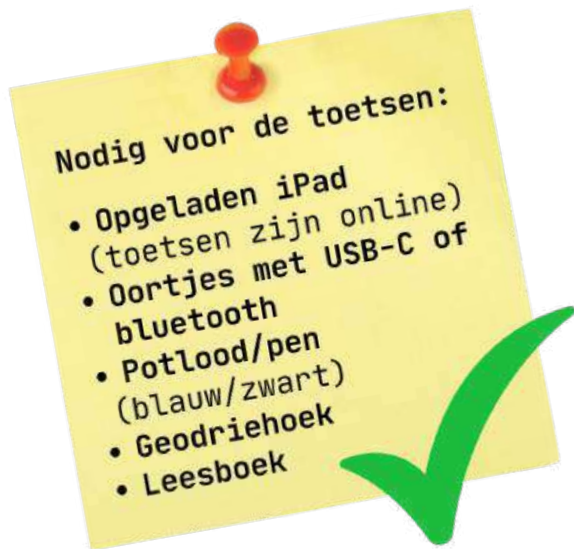 Nodig voor de toetsen:
• Opgeladen iPad
(toetsen zijn online)
• Oortjes met USB-C of
bluetooth
• Potlood/pen
(blauw/zwart)
• Geodriehoek
• Leesboek